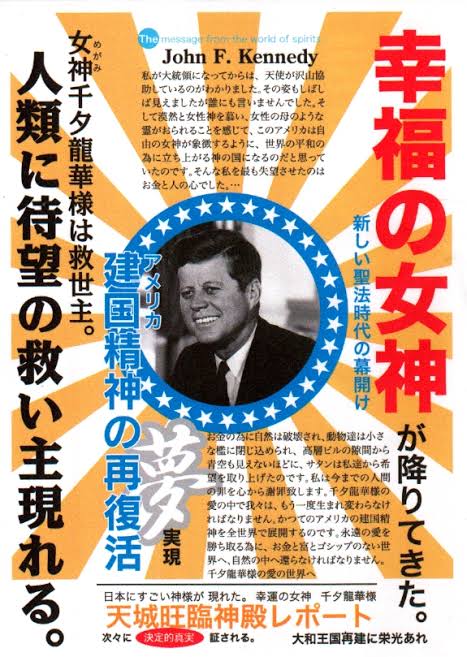 The message from the world of spirits
John F. Kennedy
私が大統領になってからは、天使が沢山協
助しているのがわかりました。その姿もしばし
ば見えましたが誰にも言いませんでした。そ
して漠然と女性神を慕い、女性の母のような
霊がおられることを感じて、このアメリカは自
由の女神が象徴するように、世界の平和の
為に立ち上がる神の国になるのだと思って
いたのです。そんな私を最も失望させたのは
お金と人の心でした。…
幸福の女神が降りてきた。
新しい聖法時代の幕開け
めがみ
女神千夕龍華様は救世主。
人類に待望の救い主現れる。
アメリカ
建国精神の再復活
夢
実現
お金の為に自然は破壊され、動物達は小さ
な檻に閉じ込められ、高層ビルの隙間から
青空も見えないほどに、サタンは私達から希
望を取り上げたのです。私は今までの人間
の罪を心から謝罪致します。千夕龍華様の
愛の中で我々は、もう一度生まれ変わらなけ
ればなりません。かつてのアメリカの建国精
神を全世界で展開するのです。永遠の愛を
勝ち取る為に、お金と富とゴシップのない世
界へ、自然の中へ還らなければなりません。
千夕龍華様の愛の世界へ
日本にすごい神様が 現れた。 幸運の女神 千夕龍華様
天城旺臨神殿レポート
次々に 決定的真実 証される。 大和王国再建に栄光あれ